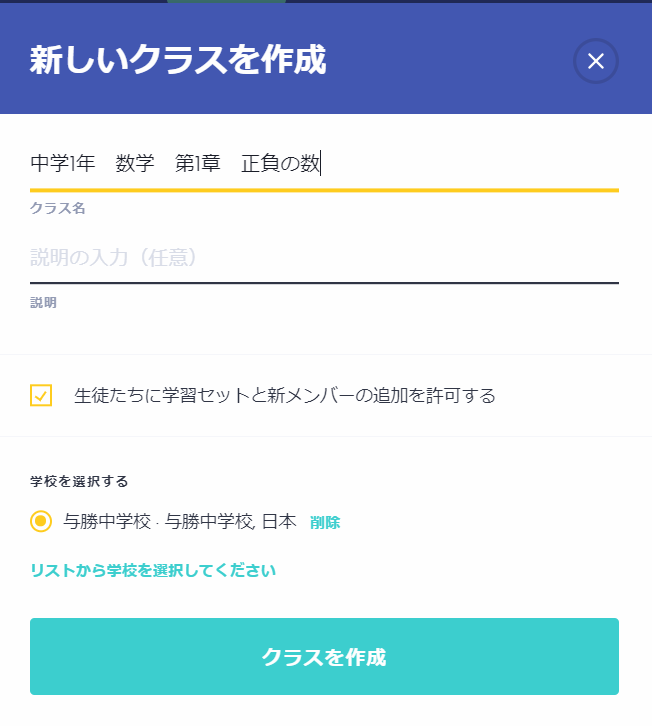 新しいクラスを作成
中学1年　数学　第1章　正負の数
クラス名
説明の入力（任意）
説明
生徒たちに学習セットと新メンバーの追加を許可する
学校を選択する
与勝中学校 · 与勝中学校, 日本 削除
リストから学校を選択してください
クラスを作成